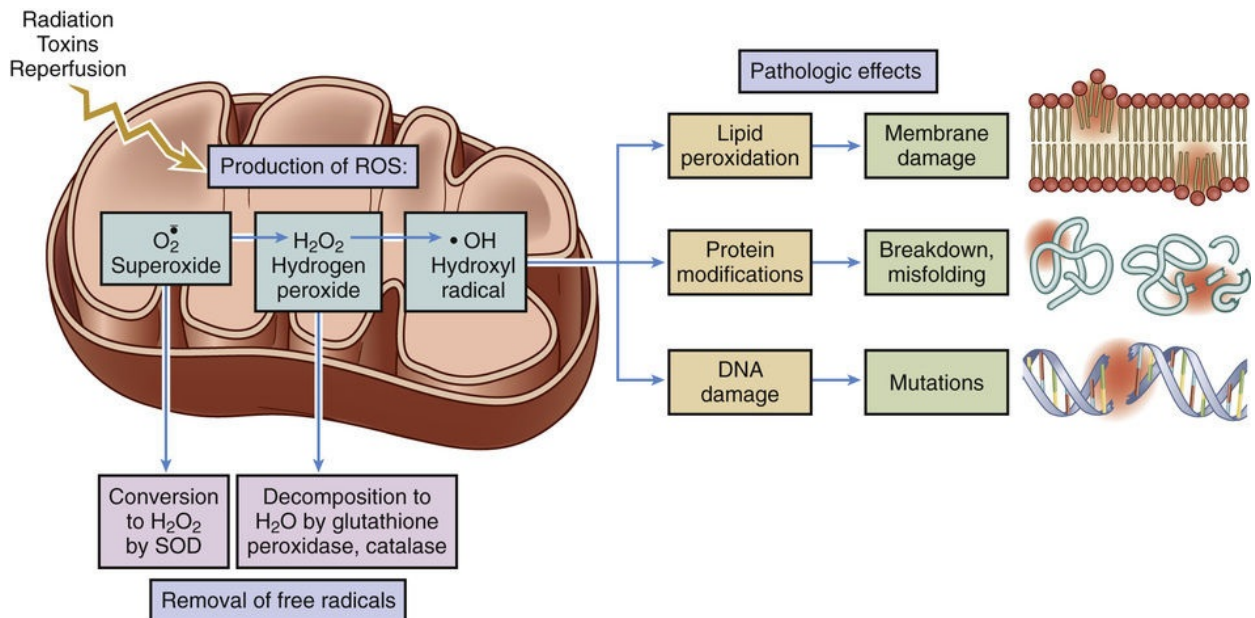 Radiation
Toxins
Reperfusion
Production of ROS:
O₂•̄
Superoxide
H₂O₂
Hydrogen
peroxide
• OH
Hydroxyl
radical
Pathologic effects
Lipid
peroxidation
Membrane
damage
Protein
modifications
Breakdown,
misfolding
DNA
damage
Mutations
Conversion
to H₂O₂
by SOD
Decomposition to
H₂O by glutathione
peroxidase, catalase
Removal of free radicals